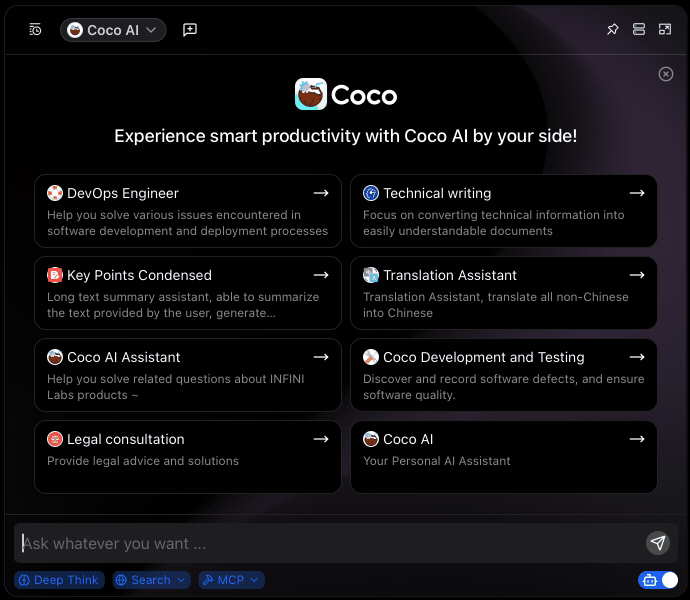 Coco AI
Coco
Experience smart productivity with Coco AI by your side!
DevOps Engineer
Help you solve various issues encountered in
software development and deployment processes
Technical writing
Focus on converting technical information into
easily understandable documents
Key Points Condensed
Long text summary assistant, able to summarize
the text provided by the user, generate...
Translation Assistant
Translation Assistant, translate all non-Chinese
into Chinese
Coco AI Assistant
Help you solve related questions about INFINI
Labs products ~
Coco Development and Testing
Discover and record software defects, and ensure
software quality.
Legal consultation
Provide legal advice and solutions
Coco AI
Your Personal AI Assistant
Ask whatever you want ...
Deep Think
Search
MCP